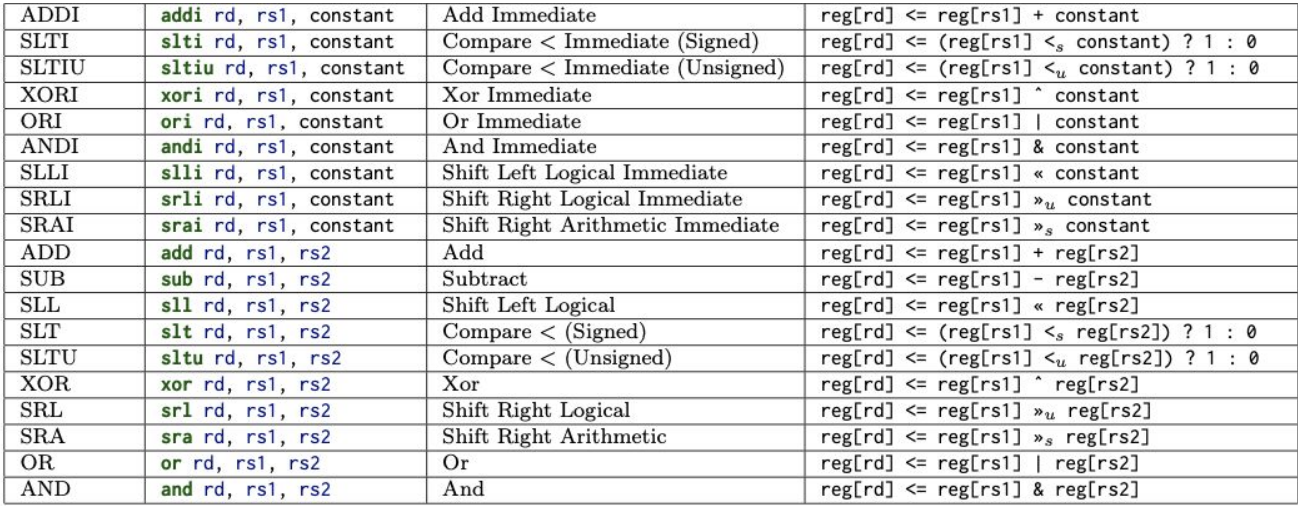 ADDI addi rd, rs1, constant Add Immediate reg[rd] <= reg[rs1] + constant
SLTI slti rd, rs1, constant Compare < Immediate (Signed) reg[rd] <= (reg[rs1] <ₛ constant) ? 1 : 0
SLTIU sltiu rd, rs1, constant Compare < Immediate (Unsigned) reg[rd] <= (reg[rs1] <ᵤ constant) ? 1 : 0
XORI xori rd, rs1, constant Xor Immediate reg[rd] <= reg[rs1] ^ constant
ORI ori rd, rs1, constant Or Immediate reg[rd] <= reg[rs1] | constant
ANDI andi rd, rs1, constant And Immediate reg[rd] <= reg[rs1] & constant
SLLI slli rd, rs1, constant Shift Left Logical Immediate reg[rd] <= reg[rs1] « constant
SRLI srli rd, rs1, constant Shift Right Logical Immediate reg[rd] <= reg[rs1] »ᵤ constant
SRAI srai rd, rs1, constant Shift Right Arithmetic Immediate reg[rd] <= reg[rs1] »ₛ constant
ADD add rd, rs1, rs2 Add reg[rd] <= reg[rs1] + reg[rs2]
SUB sub rd, rs1, rs2 Subtract reg[rd] <= reg[rs1] - reg[rs2]
SLL sll rd, rs1, rs2 Shift Left Logical reg[rd] <= reg[rs1] « reg[rs2]
SLT slt rd, rs1, rs2 Compare < (Signed) reg[rd] <= (reg[rs1] <ₛ reg[rs2]) ? 1 : 0
SLTU sltu rd, rs1, rs2 Compare < (Unsigned) reg[rd] <= (reg[rs1] <ᵤ reg[rs2]) ? 1 : 0
XOR xor rd, rs1, rs2 Xor reg[rd] <= reg[rs1] ^ reg[rs2]
SRL srl rd, rs1, rs2 Shift Right Logical reg[rd] <= reg[rs1] »ᵤ reg[rs2]
SRA sra rd, rs1, rs2 Shift Right Arithmetic reg[rd] <= reg[rs1] »ₛ reg[rs2]
OR or rd, rs1, rs2 Or reg[rd] <= reg[rs1] | reg[rs2]
AND and rd, rs1, rs2 And reg[rd] <= reg[rs1] & reg[rs2]